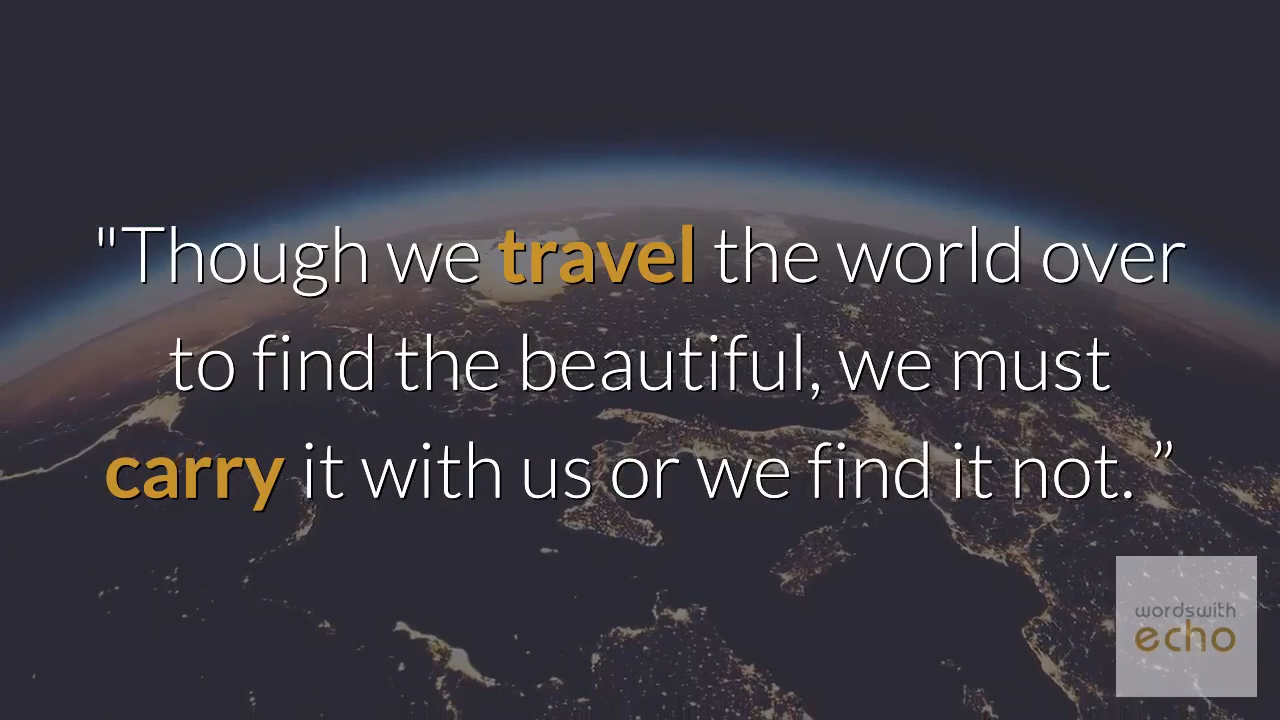 "Though we travel the world over
to find the beautiful, we must
carry it with us or we find it not. ”
wordswith
echo